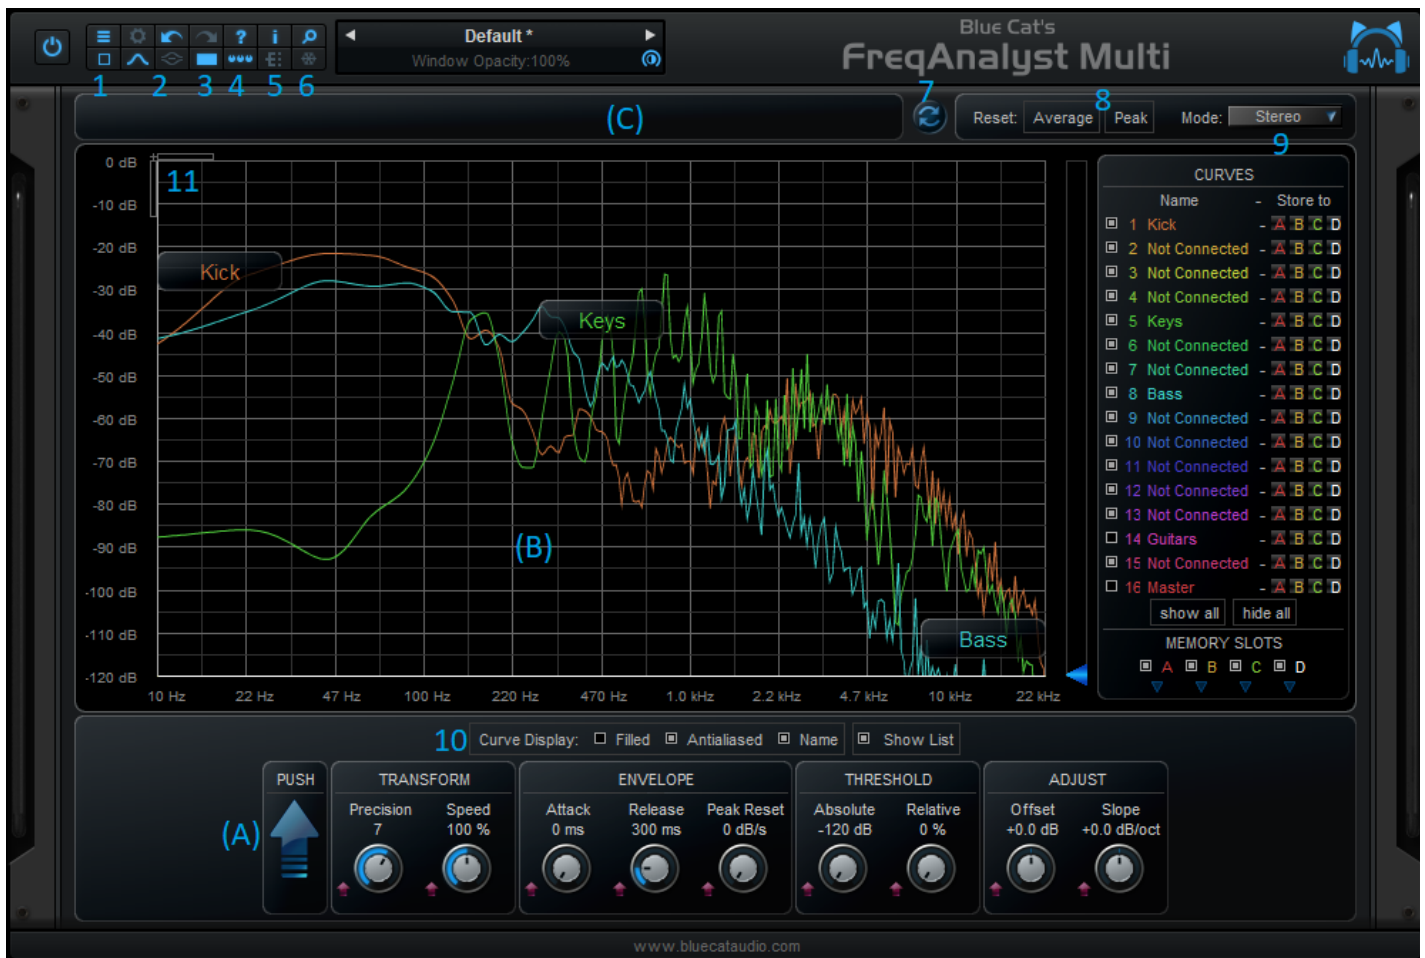 Blue Cat's
FreqAnalyst Multi
Default *
Window Opacity:100%
1 2 3 4 5 6
(C)
7
Reset: Average Peak
8
Mode: Stereo
9
0 dB
-10 dB
-20 dB
-30 dB
-40 dB
-50 dB
-60 dB
-70 dB
-80 dB
-90 dB
-100 dB
-110 dB
-120 dB
11
Kick
Keys
(B)
Bass
10 Hz 22 Hz 47 Hz 100 Hz 220 Hz 470 Hz 1.0 kHz 2.2 kHz 4.7 kHz 10 kHz 22 kHz
CURVES
Name - Store to
1 Kick - A B C D
2 Not Connected - A B C D
3 Not Connected - A B C D
4 Not Connected - A B C D
5 Keys - A B C D
6 Not Connected - A B C D
7 Not Connected - A B C D
8 Bass - A B C D
9 Not Connected - A B C D
10 Not Connected - A B C D
11 Not Connected - A B C D
12 Not Connected - A B C D
13 Not Connected - A B C D
14 Guitars - A B C D
15 Not Connected - A B C D
16 Master - A B C D
show all hide all
MEMORY SLOTS
A B C D
10 Curve Display: Filled Antialiased Name Show List
(A)
PUSH TRANSFORM ENVELOPE THRESHOLD ADJUST
Precision Speed Attack Release Peak Reset Absolute Relative Offset Slope
7 100 % 0 ms 300 ms 0 dB/s -120 dB 0 % +0.0 dB +0.0 dB/oct
www.bluecataudio.com